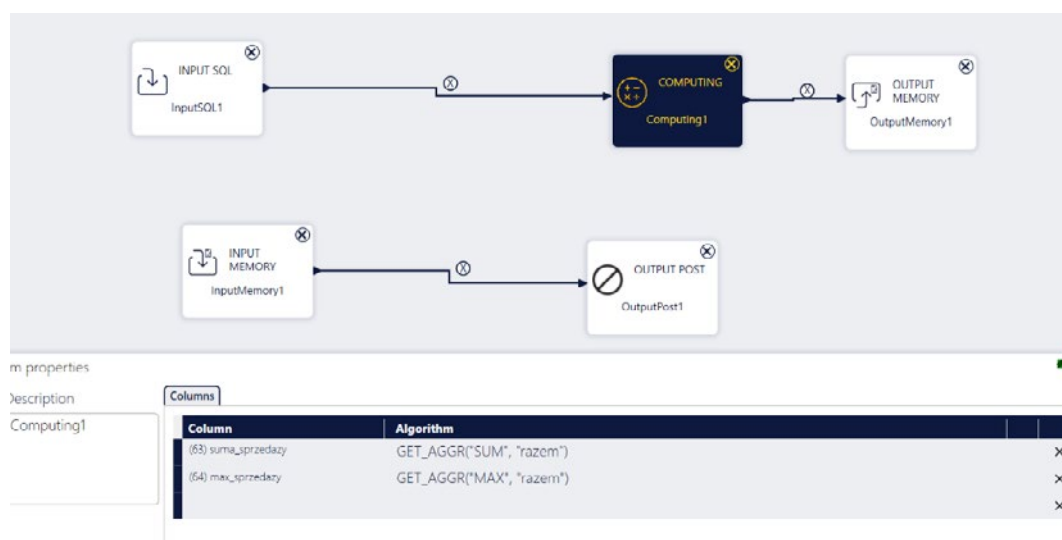 INPUT SQL
InputSQL1
COMPUTING
Computing1
OUTPUT
MEMORY
OutputMemory1
INPUT
MEMORY
InputMemory1
OUTPUT POST
OutputPost1
m properties
Description
Columns
Computing1
Column Algorithm
(63) suma_sprzedazy GET_AGGR("SUM", "razem")
(64) max_sprzedazy GET_AGGR("MAX", "razem")